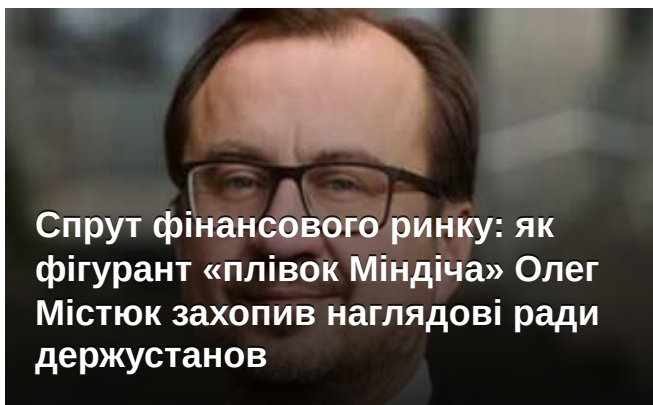 Спрут фінансового ринку: як
фігурант «плівок Міндіча» Олег
Містюк захопив наглядові ради
держустанов